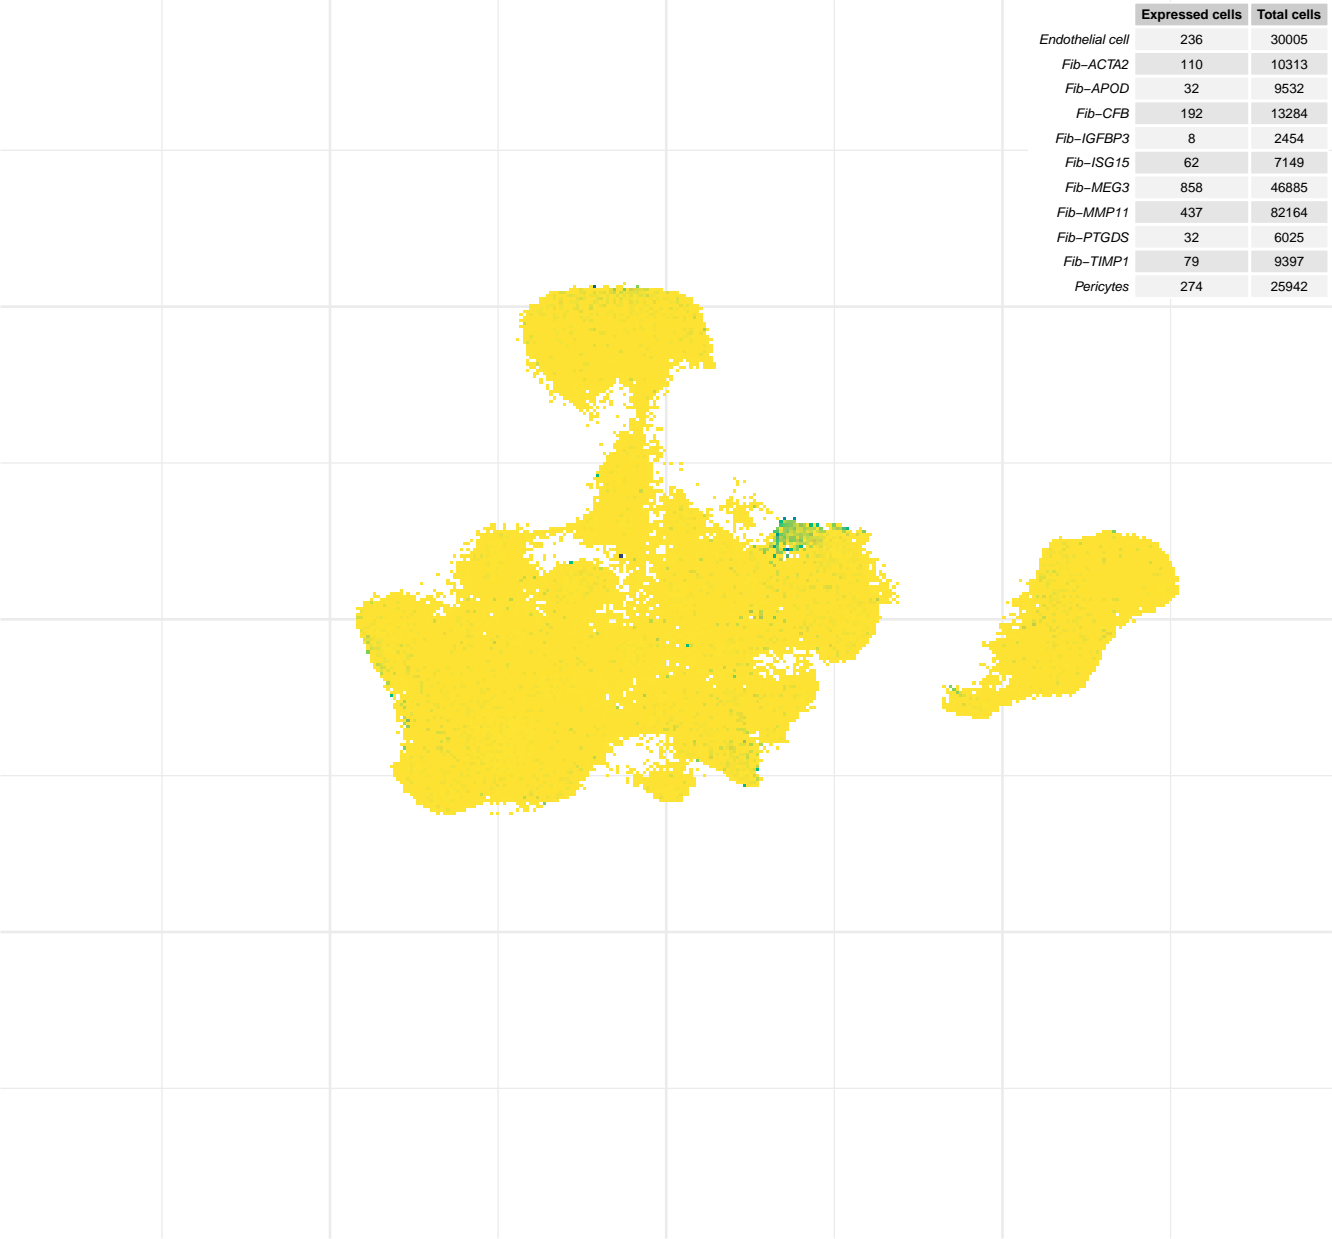 Expressed cells Total cells
Endothelial cell 236 30005
Fib−ACTA2 110 10313
Fib−APOD 32 9532
Fib−CFB 192 13284
Fib−IGFBP3 8 2454
Fib−ISG15 62 7149
Fib−MEG3 858 46885
Fib−MMP11 437 82164
Fib−PTGDS 32 6025
Fib−TIMP1 79 9397
Pericytes 274 25942